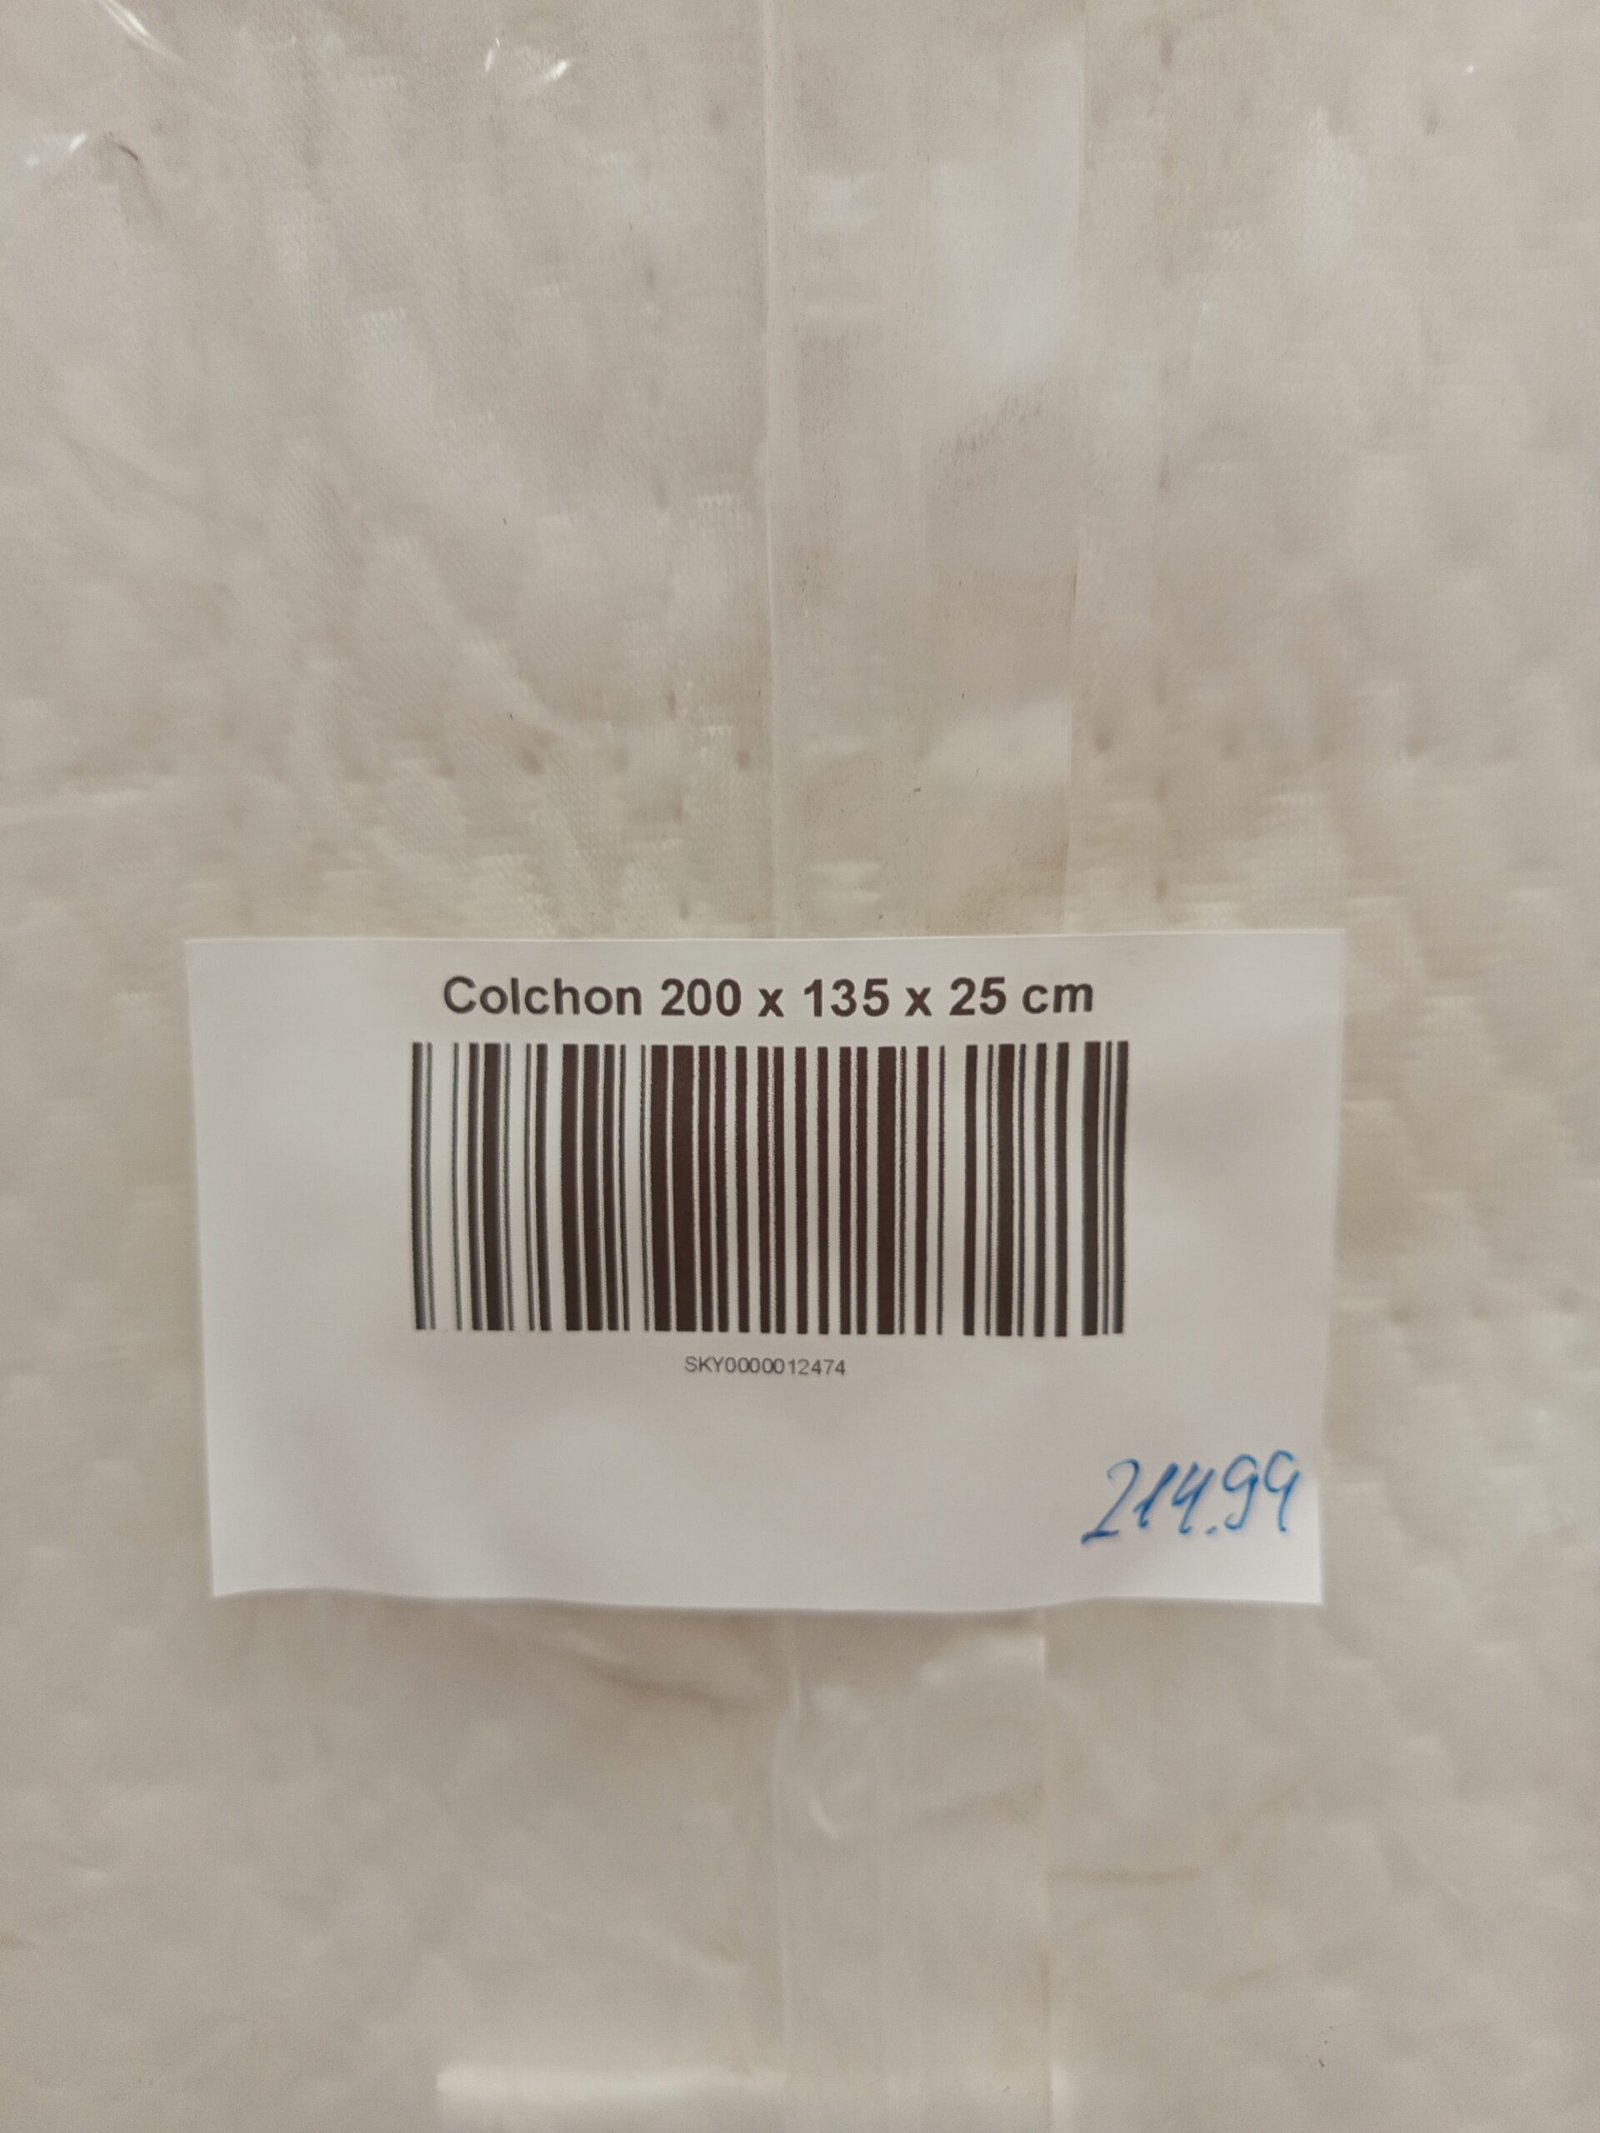 Colchon 200 x 135 x 25 cm
SKY0000012474
214.99